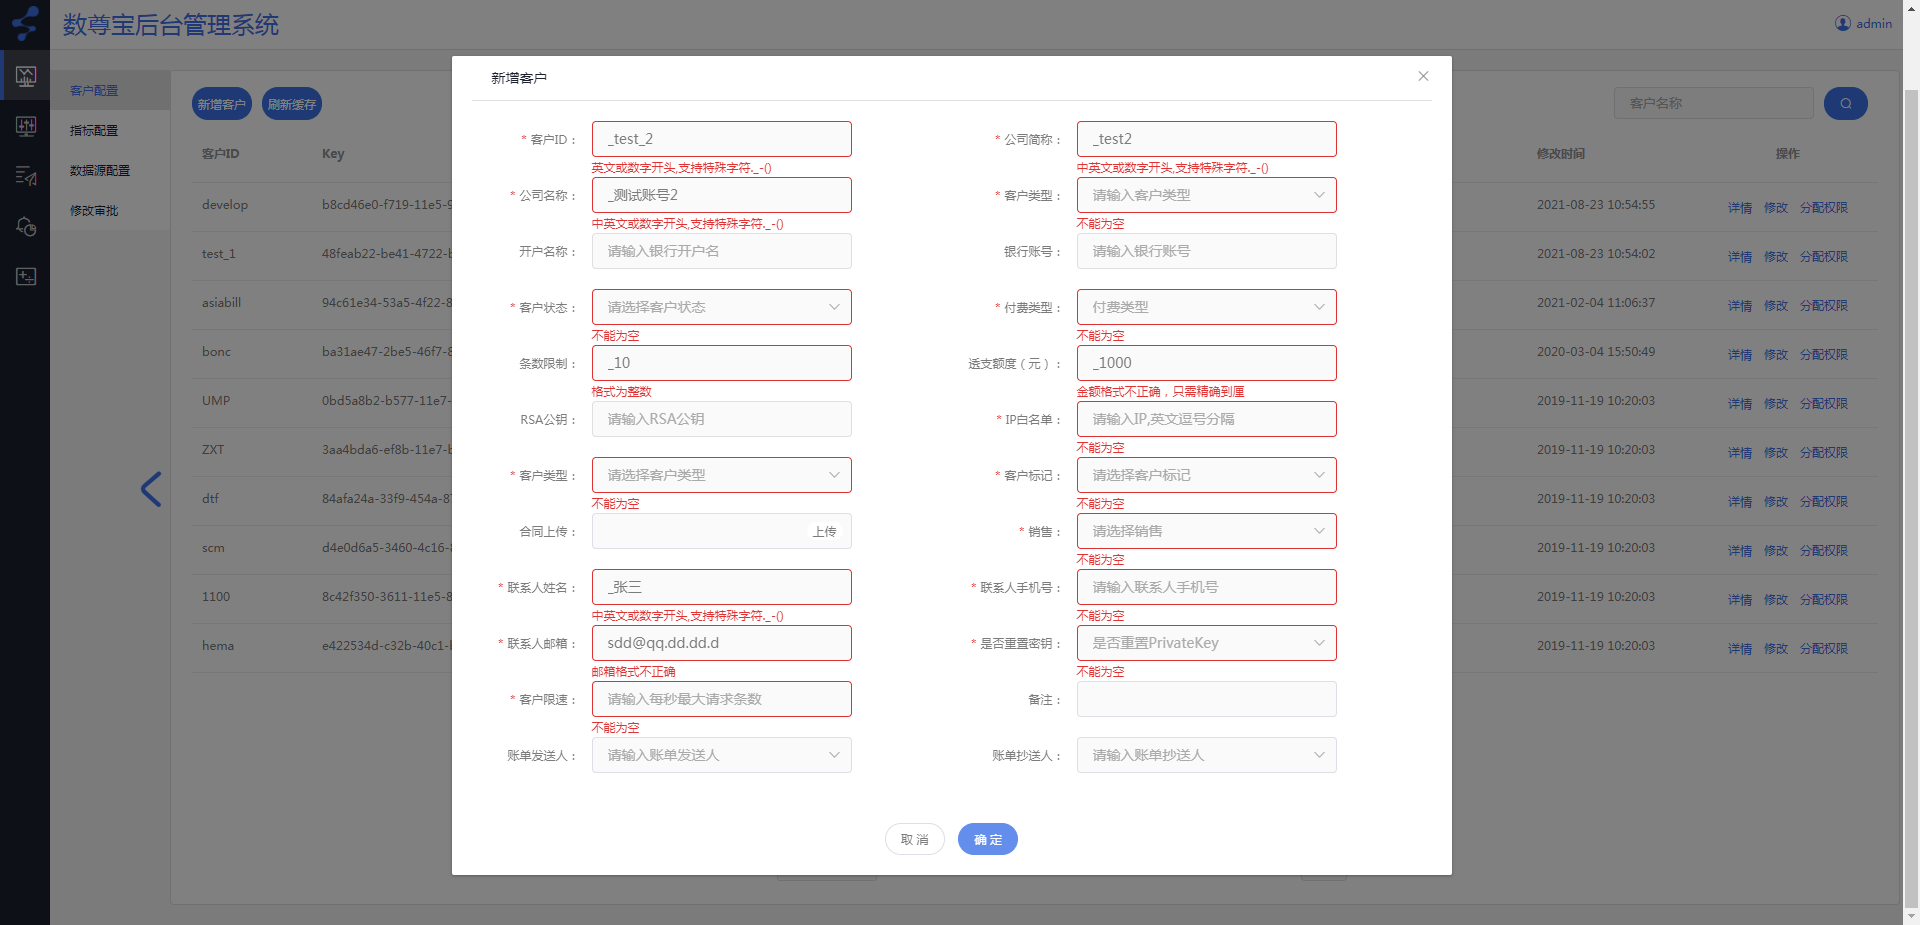 数尊宝后台管理系统
admin
客户配置
指标配置
数据源配置
修改审批
新增客户
刷新缓存
客户名称
客户ID
Key
修改时间
操作
develop
b8cd46e0-f719-11e5-9
2021-08-23 10:54:55
详情 修改 分配权限
test_1
48feab22-be41-4722-b
2021-08-23 10:54:02
详情 修改 分配权限
asiabill
94c61e34-53a5-4f22-8
2021-02-04 11:06:37
详情 修改 分配权限
bonc
ba31ae47-2be5-46f7-8
2020-03-04 15:50:49
详情 修改 分配权限
UMP
0bd5a8b2-b577-11e7-
2019-11-19 10:20:03
详情 修改 分配权限
ZXT
3aa4bda6-ef8b-11e7-b
2019-11-19 10:20:03
详情 修改 分配权限
dtf
84afa24a-33f9-454a-87
2019-11-19 10:20:03
详情 修改 分配权限
scm
d4e0d6a5-3460-4c16-8
2019-11-19 10:20:03
详情 修改 分配权限
1100
8c42f350-3611-11e5-8
2019-11-19 10:20:03
详情 修改 分配权限
hema
e422534d-c32b-40c1-b
2019-11-19 10:20:03
详情 修改 分配权限
新增客户
* 客户ID： _test_2
英文或数字开头,支持特殊字符._-()
* 公司简称： _test2
中英文或数字开头,支持特殊字符._-()
* 公司名称： _测试账号2
中英文或数字开头,支持特殊字符._-()
* 客户类型： 请输入客户类型
不能为空
开户名称： 请输入银行开户名
银行账号： 请输入银行账号
* 客户状态： 请选择客户状态
不能为空
* 付费类型： 付费类型
不能为空
条数限制： _10
格式为整数
透支额度（元）： _1000
金额格式不正确，只需精确到厘
RSA公钥： 请输入RSA公钥
* IP白名单： 请输入IP,英文逗号分隔
不能为空
* 客户类型： 请选择客户类型
不能为空
* 客户标记： 请选择客户标记
不能为空
合同上传： 上传
* 销售： 请选择销售
不能为空
* 联系人姓名： _张三
中英文或数字开头,支持特殊字符._-()
* 联系人手机号： 请输入联系人手机号
不能为空
* 联系人邮箱： sdd@qq.dd.dd.d
邮箱格式不正确
* 是否重置密钥： 是否重置PrivateKey
不能为空
* 客户限速： 请输入每秒最大请求条数
不能为空
备注：
账单发送人： 请输入账单发送人
账单抄送人： 请输入账单抄送人
取消
确定